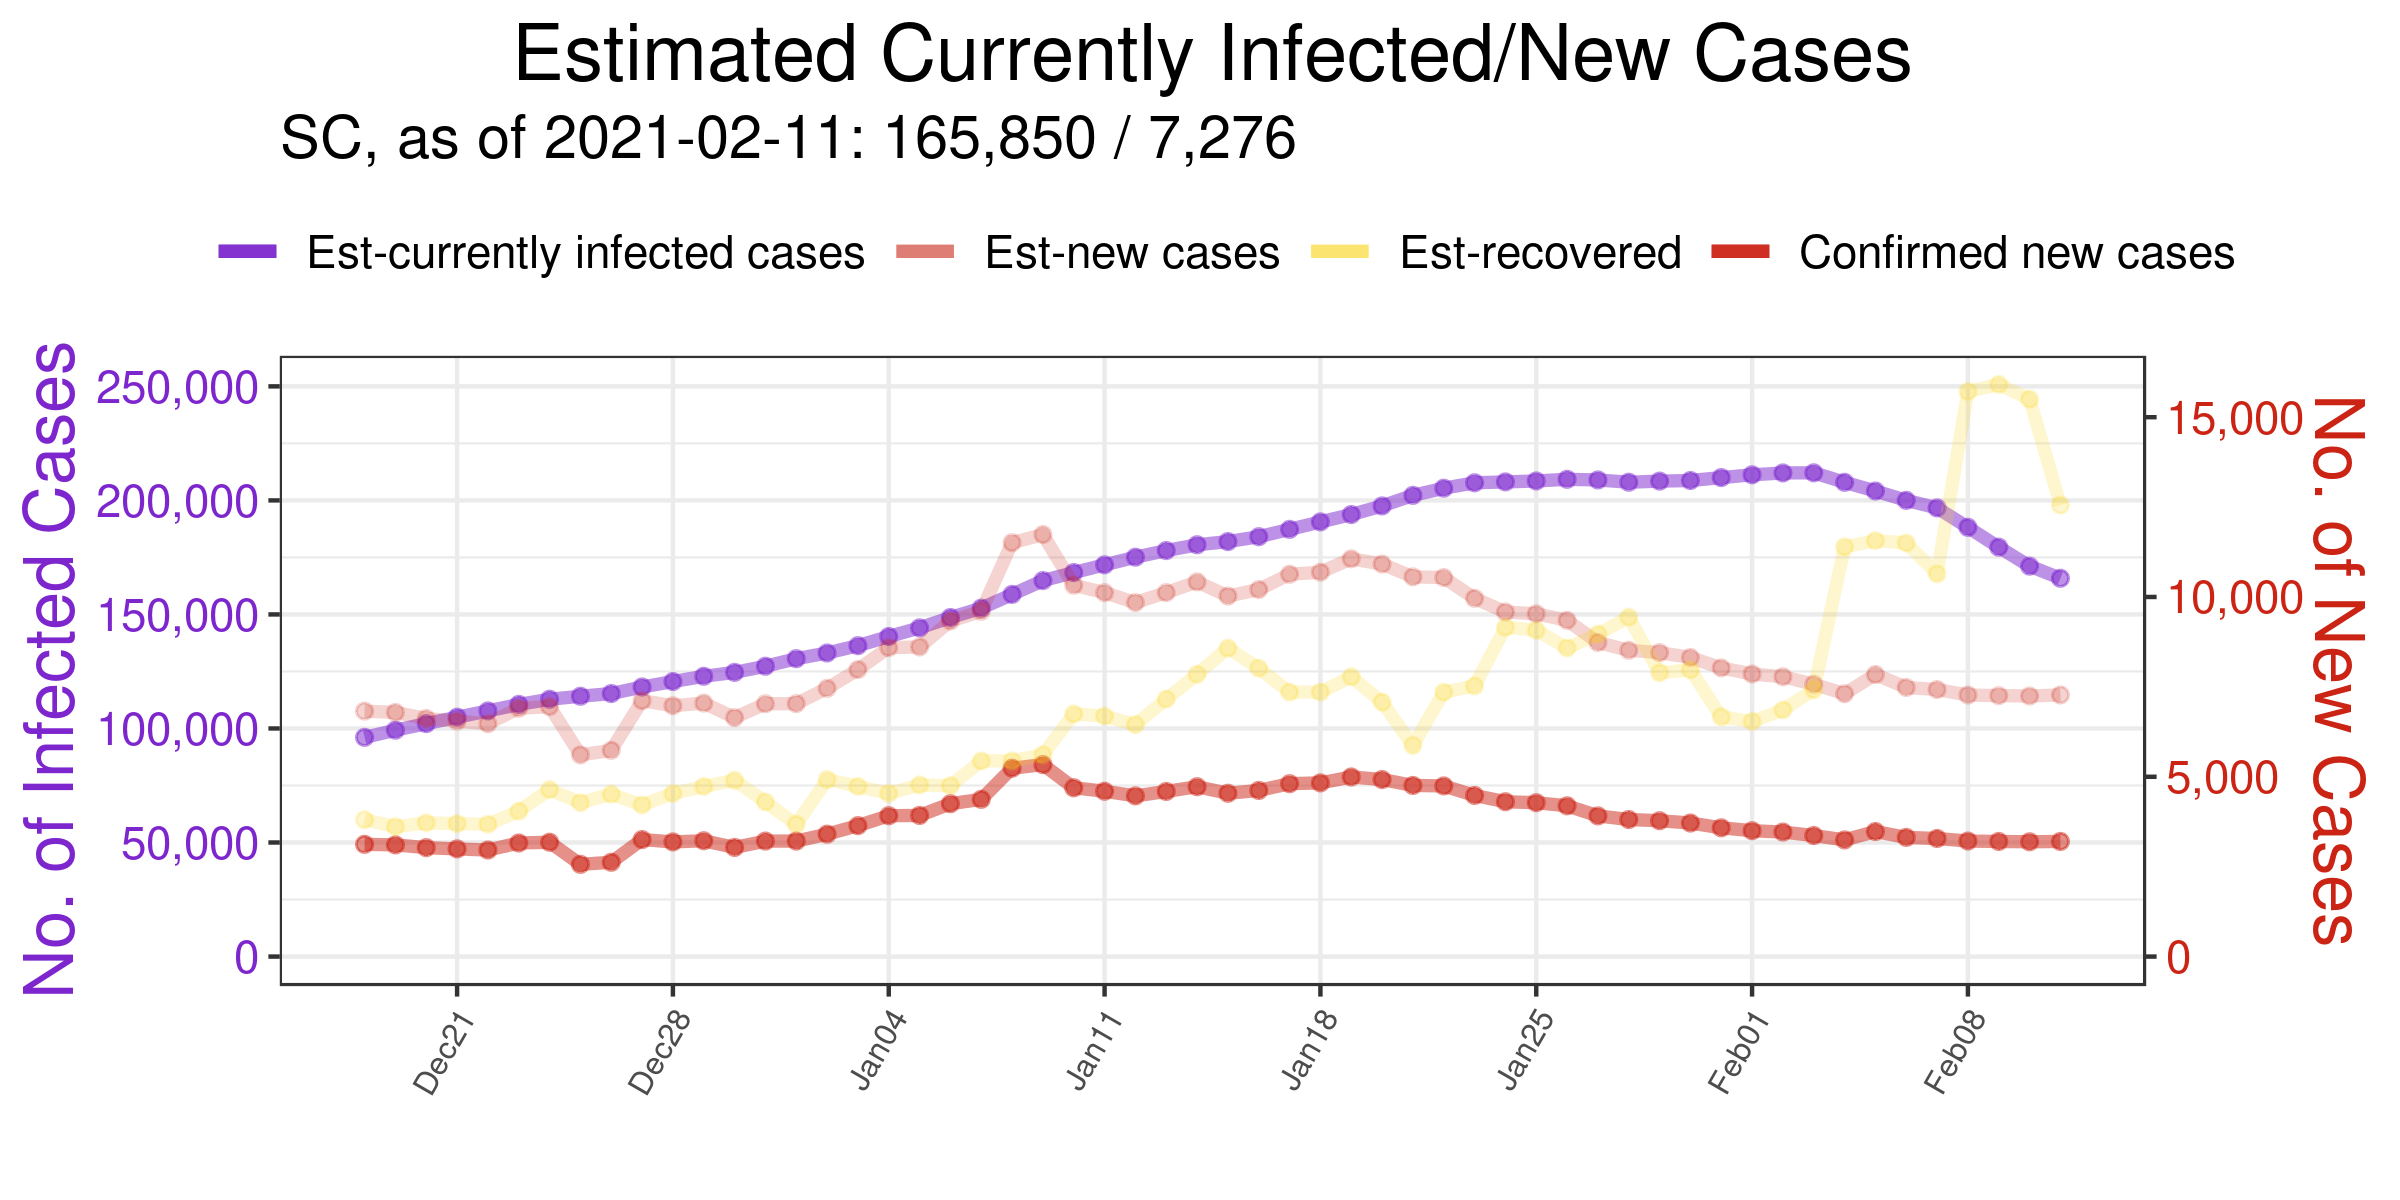 Estimated Currently Infected/New Cases
SC, as of 2021-02-11: 165,850 / 7,276
Est-currently infected cases
Est-new cases
Est-recovered
Confirmed new cases
No. of Infected Cases
250,000
200,000
150,000
100,000
50,000
0
15,000
10,000
5,000
0
No. of New Cases
Dec21
Dec28
Jan04
Jan11
Jan18
Jan25
Feb01
Feb08